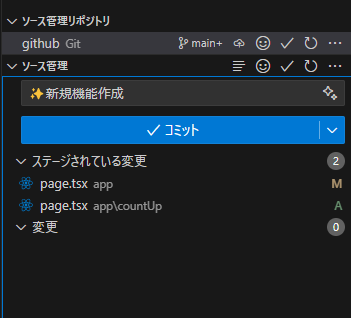 ソース管理リポジトリ
github Git main+
ソース管理
✨新規機能作成
コミット
ステージされている変更 2
page.tsx app M
page.tsx app\countUp A
変更 0